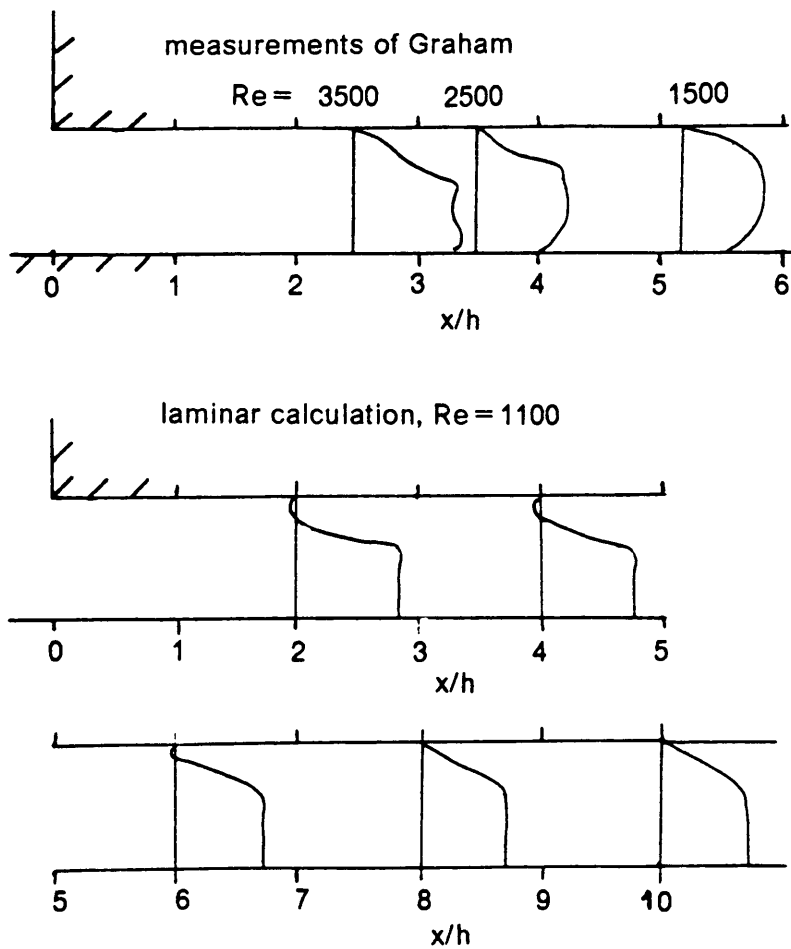 measurements of Graham
Re = 3500 2500 1500
0 1 2 3 4 5 6
x/h
laminar calculation, Re = 1100
0 1 2 3 4 5
x/h
5 6 7 8 9 10
x/h